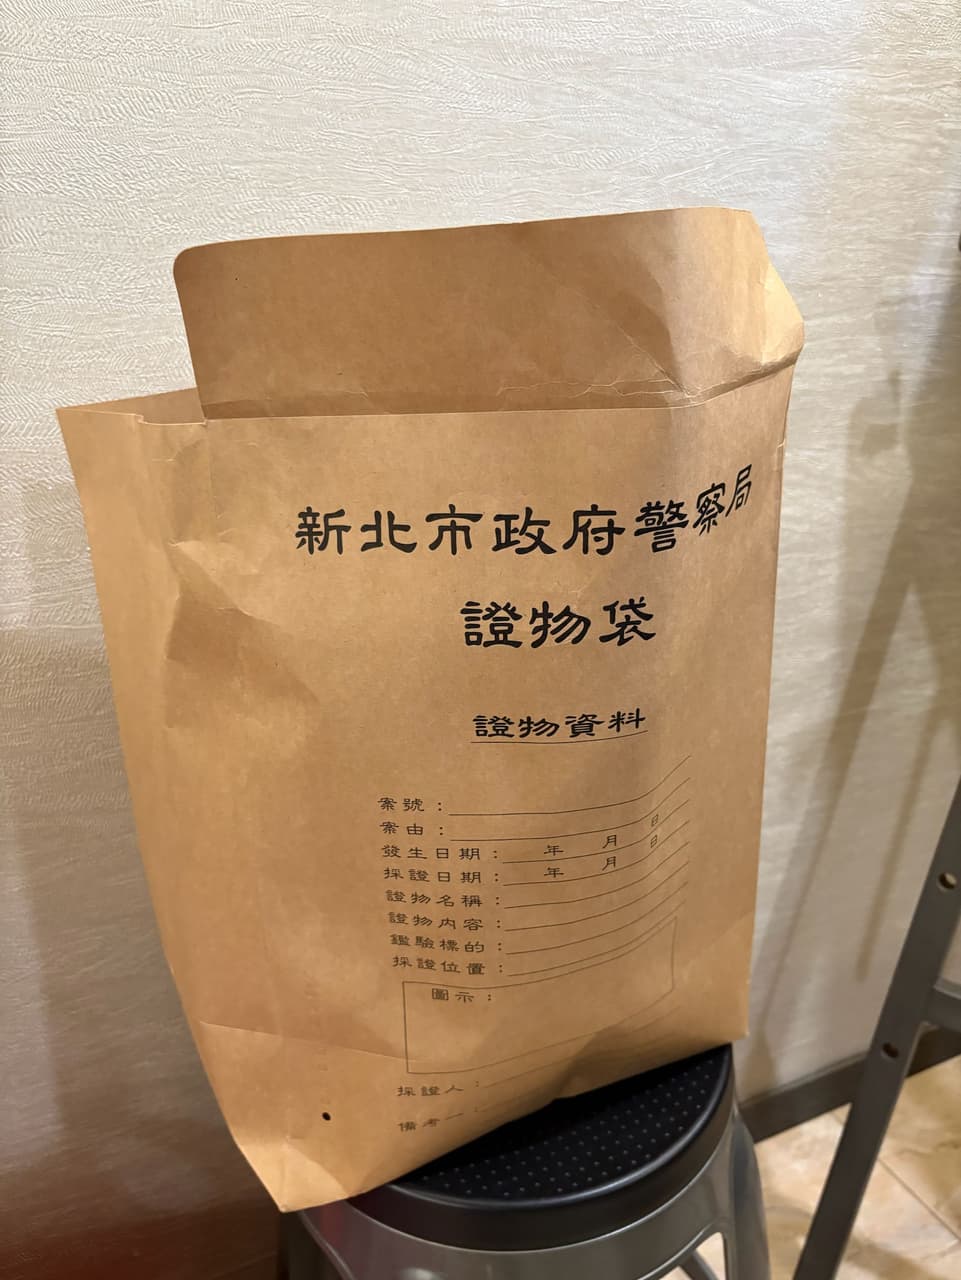 新北市政府警察局
證物袋
證物資料
案號：
案由：
發生日期： 年 月 日
採證日期： 年 月 日
證物名稱：
證物內容：
鑑驗標的：
採證位置：
圖示：
採證人：
備考：